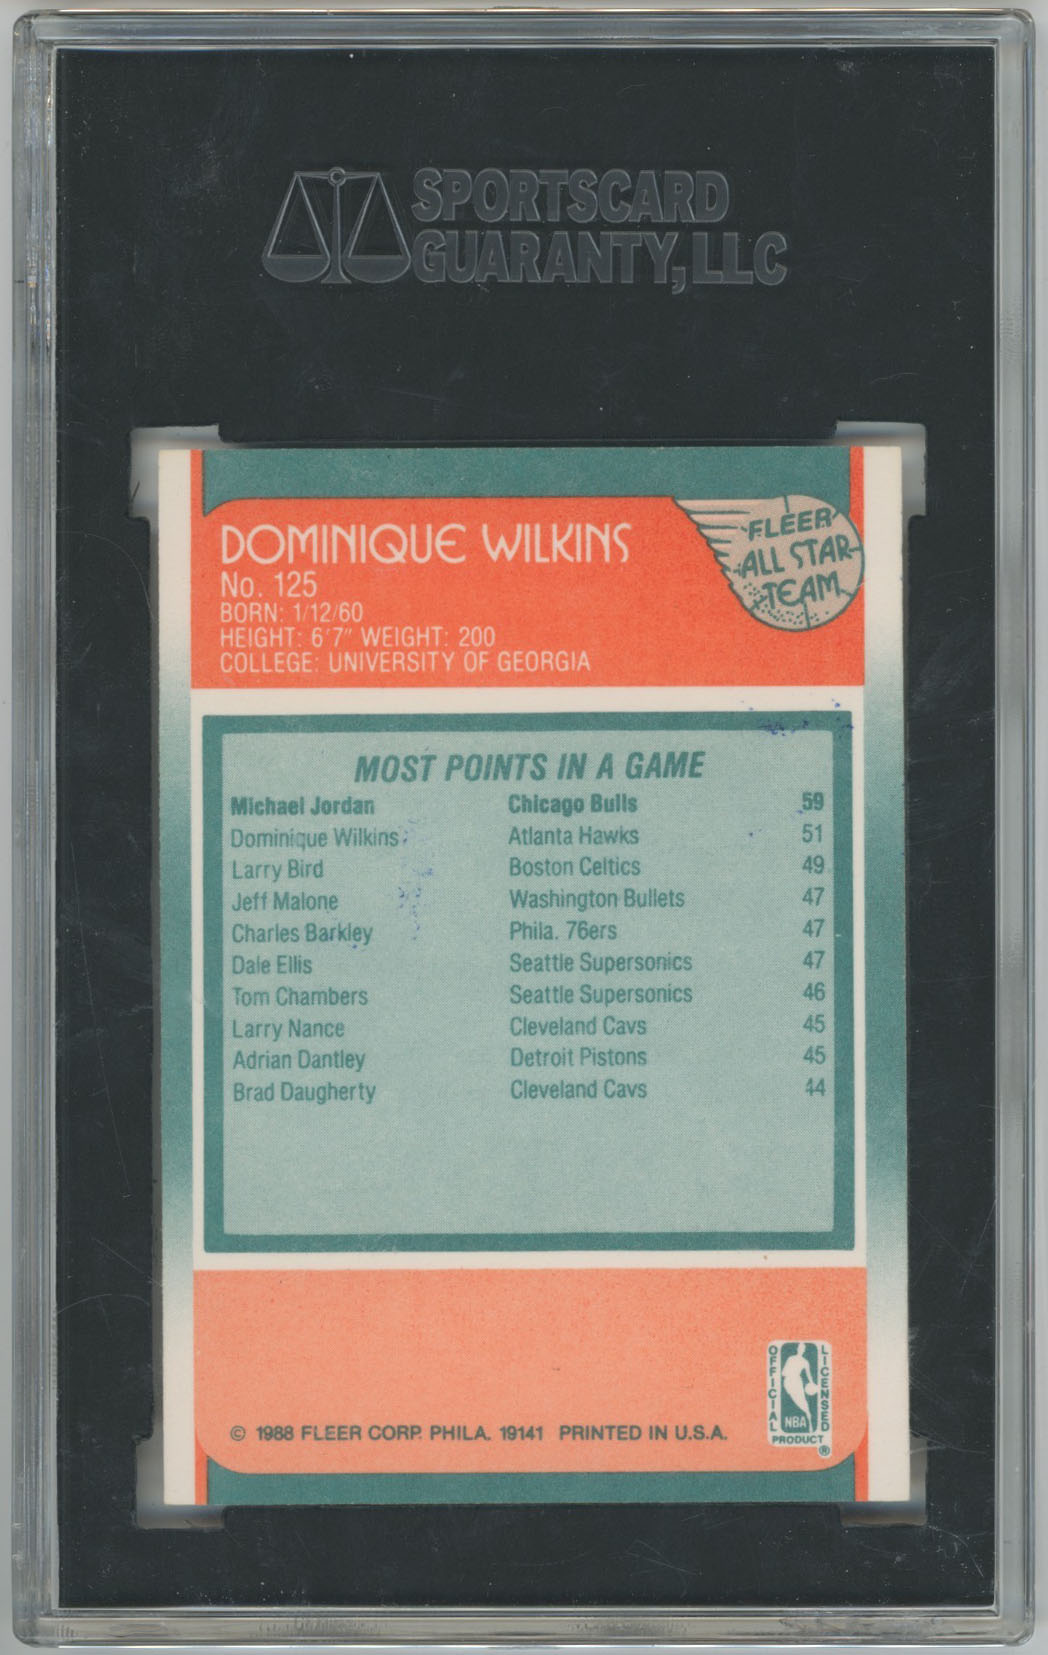 SPORTSCARD
GUARANTY, LLC
FLEER
ALL STAR
TEAM
DOMINIQUE WILKINS
No. 125
BORN: 1/12/60
HEIGHT: 6'7" WEIGHT: 200
COLLEGE: UNIVERSITY OF GEORGIA
MOST POINTS IN A GAME
Michael Jordan Chicago Bulls 59
Dominique Wilkins Atlanta Hawks 51
Larry Bird Boston Celtics 49
Jeff Malone Washington Bullets 47
Charles Barkley Phila. 76ers 47
Dale Ellis Seattle Supersonics 47
Tom Chambers Seattle Supersonics 46
Larry Nance Cleveland Cavs 45
Adrian Dantley Detroit Pistons 45
Brad Daugherty Cleveland Cavs 44
OFFICIAL LICENSED
NBA
PRODUCT
®
© 1988 FLEER CORP. PHILA. 19141 PRINTED IN U.S.A.